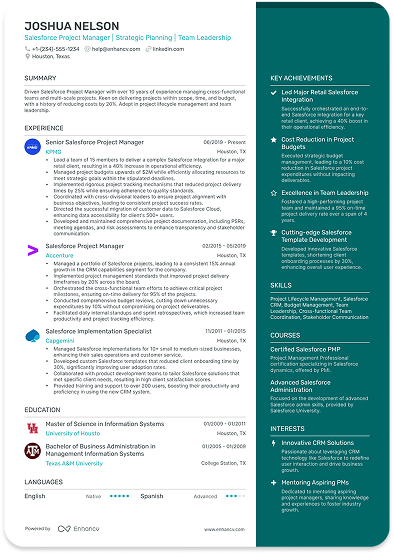 JOSHUA NELSON
Salesforce Project Manager | Strategic Planning | Team Leadership
+1-(234)-555-1234 help@enhancv.com linkedin.com
Houston, Texas
SUMMARY
Driven Salesforce Project Manager with over 10 years of experience managing cross-functional
teams and multi-scale projects. Keen on delivering projects within scope, time, and budget,
with a history of reducing costs by 20%. Adept in project lifecycle management and team
leadership.
EXPERIENCE
Senior Salesforce Project Manager 06/2019 - Present
KPMG Houston, TX
Lead a team of 15 members to deliver a complex Salesforce integration for a
major retail client, resulting in a 40% increase in operational efficiency.
Managed project budgets upwards of $2M while efficiently allocating resources to
meet strategic goals within the stipulated deadlines.
Implemented rigorous project tracking mechanisms that reduced project delivery
times by 25% while ensuring adherence to quality standards.
Coordinated with cross-divisional leaders to ensure project alignment with
business objectives, leading to consistent project success rates.
Directed the successful migration of customer data to Salesforce Cloud,
enhancing data accessibility for client's 500+ users.
Developed and maintained comprehensive project documentation, including PSRs,
meeting agendas, and risk assessments to enhance transparency and stakeholder
communication.
Salesforce Project Manager 02/2015 - 05/2019
Accenture Houston, TX
Managed a portfolio of Salesforce projects, leading to a consistent 15% annual
growth in the CRM capabilities segment for the company.
Implemented project management standards that improved project delivery
timeframes by 20% across the board.
Orchestrated the cross-functional team efforts to achieve critical project
milestones, ensuring on-time delivery for 95% of the projects.
Conducted comprehensive budget reviews, cutting down unnecessary
expenditures by 10% without compromising on project deliverables.
Facilitated daily internal standups and sprint retrospectives, which increased team
productivity and project tracking efficiency.
Salesforce Implementation Specialist 11/2011 - 01/2015
Capgemini Houston, TX
Managed Salesforce implementations for 10+ small to medium-sized businesses,
enhancing their sales operations and customer service.
Developed custom Salesforce templates that reduced client onboarding time by
20%, significantly improving user adoption rates.
Collaborated with product development teams to tailor Salesforce solutions that
met specific client needs, resulting in high client satisfaction scores.
Provided training and support to over 200 users, boosting their productivity and
proficiency in using the new CRM system.
EDUCATION
Master of Science in Information Systems 01/2009 - 01/2011
University of Housto Houston, TX
Bachelor of Business Administration in
Management Information Systems
01/2005 - 01/2009
Texas A&M University College Station, TX
LANGUAGES
English Native Spanish Advanced
Powered by Enhancv
www.enhancv.com
KEY ACHIEVEMENTS
Led Major Retail Salesforce
Integration
Successfully orchestrated an end-
to-end Salesforce integration for a
key retail client, achieving a 40% boost
in their operational efficiency.
Cost Reduction in Project
Budgets
Executed strategic budget
management, leading to a 10% cost
reduction in Salesforce project
expenditures without impacting
deliverables.
Excellence in Team Leadership
Fostered a high-performing project
team and maintained a 95% on-time
project delivery rate over a span of 4
years.
Cutting-edge Salesforce
Template Development
Developed innovative Salesforce
templates, shortening client
onboarding processes by 20%,
enhancing overall user experience.
SKILLS
Project Lifecycle Management, Salesforce
CRM, Budget Management, Team
Leadership, Cross-functional Team
Coordination, Stakeholder Communication
COURSES
Certified Salesforce PMP
Project Management Professional
certification specializing in Salesforce
dynamics, offered by PMI.
Advanced Salesforce
Administration
Focused on the development of advanced
Salesforce admin skills, provided by
Salesforce University.
INTERESTS
Innovative CRM Solutions
Passionate about leveraging CRM
technology like Salesforce to redefine
user interaction and drive business
growth.
Mentoring Aspiring PMs
Dedicated to mentoring aspiring
project managers, sharing knowledge
and experiences to foster industry
growth.